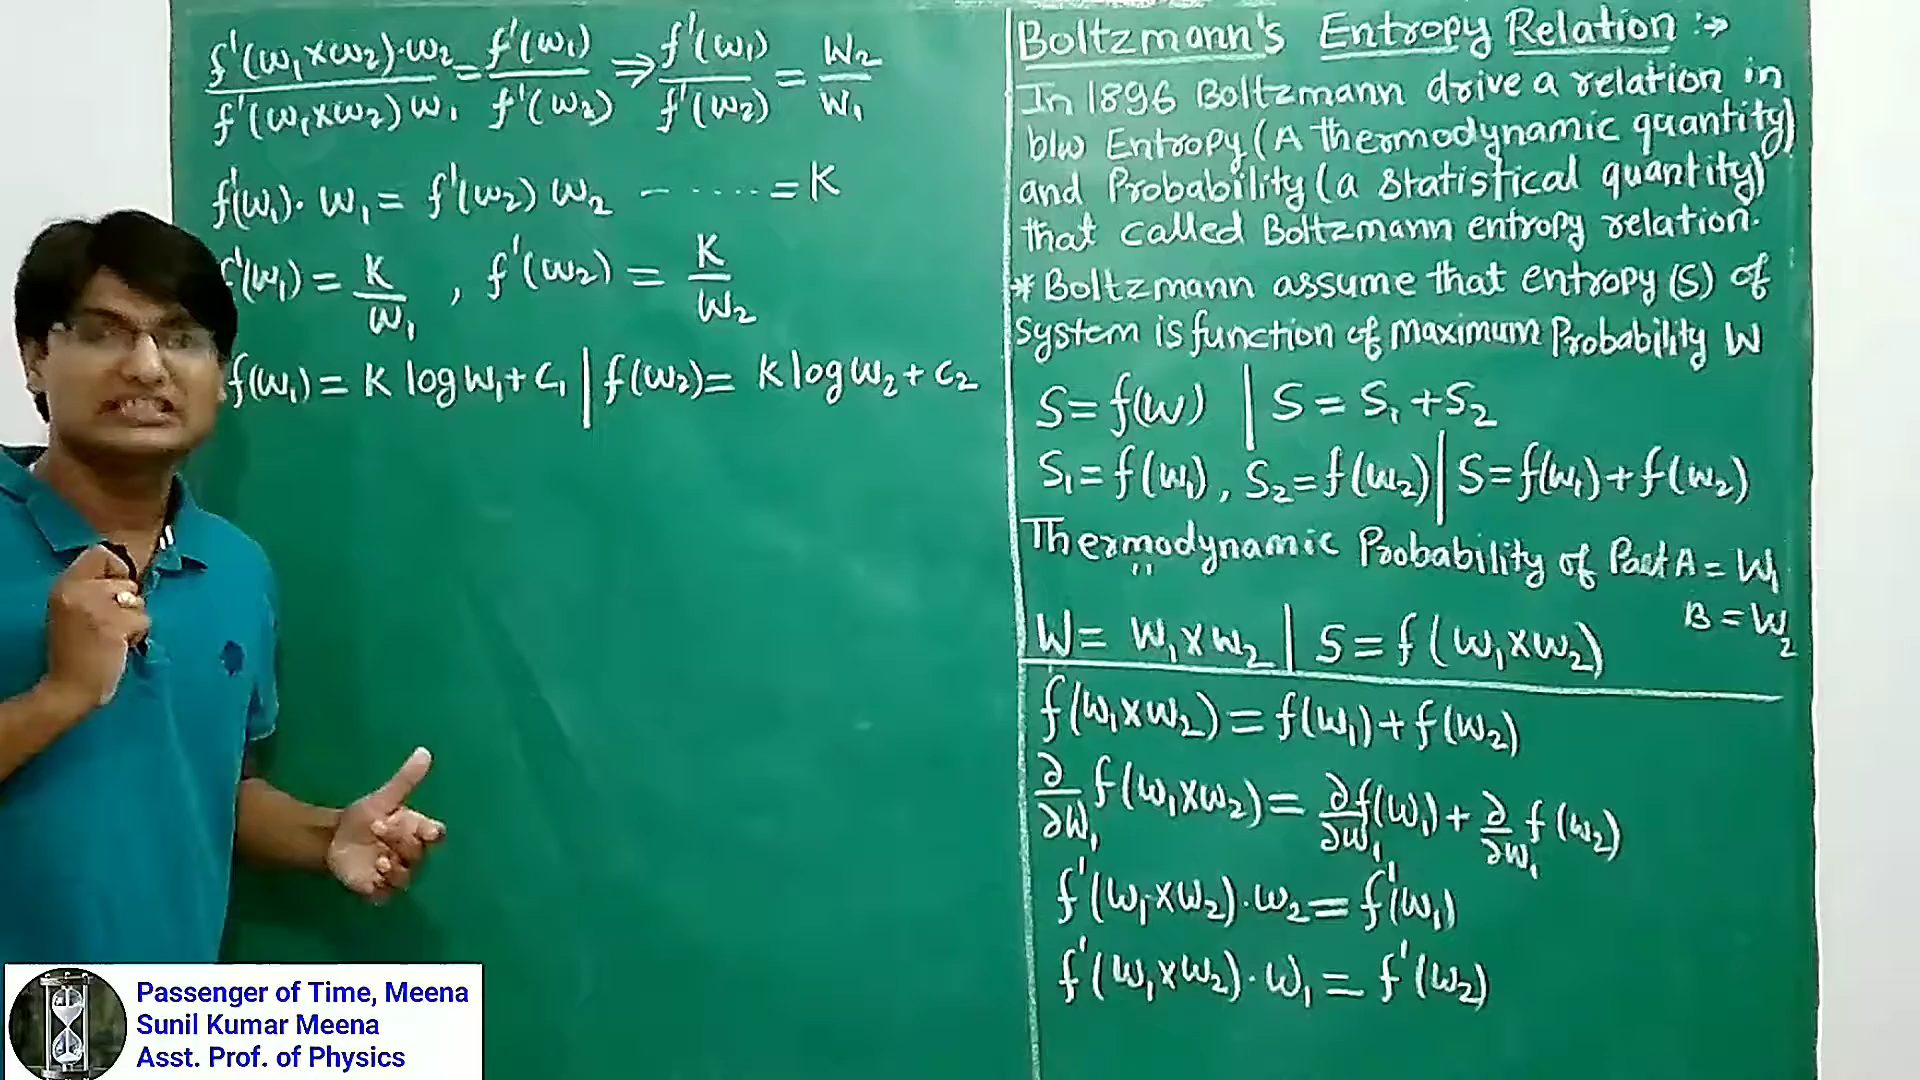 f'(W₁×W₂)·W₂/f'(W₁×W₂)W₁ = f'(W₁)/f'(W₂) ⇒ f'(W₁)/f'(W₂) = W₂/W₁
f'(W₁)·W₁ = f'(W₂)W₂ - ····· = K
f'(W₁) = K/W₁ , f'(W₂) = K/W₂
f(W₁) = K logW₁+C₁ | f(W₂) = K logW₂+C₂
Boltzmann's Entropy Relation :→
In 1896 Boltzmann drive a relation in
b/w Entropy (A thermodynamic quantity)
and Probability (a statistical quantity)
that called Boltzmann entropy relation.
* Boltzmann assume that entropy (S) of
system is function of maximum Probability W
S = f(W) | S = S₁+S₂
S₁ = f(W₁), S₂ = f(W₂) | S = f(W₁)+f(W₂)
Thermodynamic Probability of Part A = W₁
" B = W₂
W = W₁×W₂ | S = f(W₁×W₂)
f(W₁×W₂) = f(W₁)+f(W₂)
∂/∂W₁ f(W₁×W₂) = ∂/∂W₁ f(W₁) + ∂/∂W₁ f(W₂)
f'(W₁×W₂)·W₂ = f'(W₁)
f'(W₁×W₂)·W₁ = f'(W₂)
Passenger of Time, Meena
Sunil Kumar Meena
Asst. Prof. of Physics